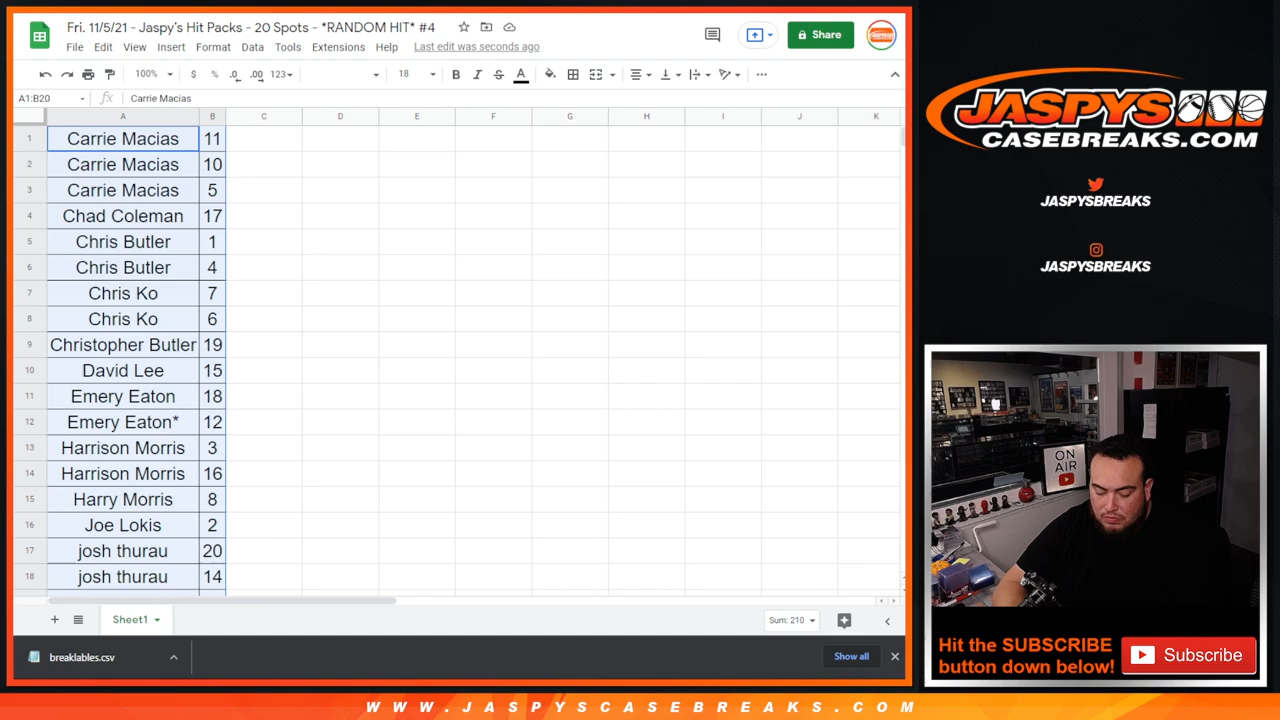 Fri. 11/5/21 - Jaspy's Hit Packs - 20 Spots - *RANDOM HIT* #4
File Edit View Insert Format Data Tools Extensions Help Last edit was seconds ago
Share
100% $ % .0 .00 123 18 B I S A
A1:B20 fx Carrie Macias
A B C D E F G H I J K
1 Carrie Macias 11
2 Carrie Macias 10
3 Carrie Macias 5
4 Chad Coleman 17
5 Chris Butler 1
6 Chris Butler 4
7 Chris Ko 7
8 Chris Ko 6
9 Christopher Butler 19
10 David Lee 15
11 Emery Eaton 18
12 Emery Eaton* 12
13 Harrison Morris 3
14 Harrison Morris 16
15 Harry Morris 8
16 Joe Lokis 2
17 josh thurau 20
18 josh thurau 14
Sheet1
Sum: 210
breaklables.csv
Show all
JASPYS
CASEBREAKS.COM
JASPYSBREAKS
JASPYSBREAKS
ON
AIR
Hit the SUBSCRIBE
button down below!
Subscribe
WWW.JASPYSCASEBREAKS.COM